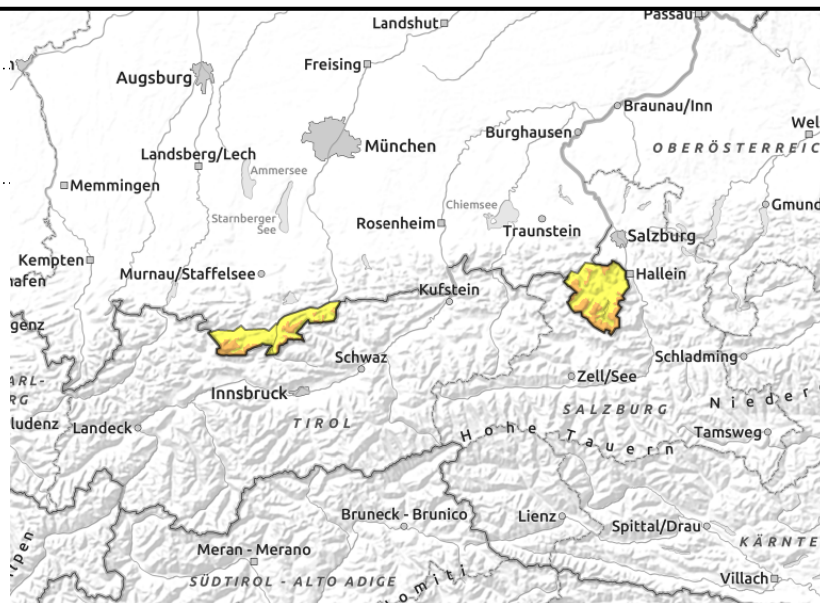 Passau
Landshut
Freising
Augsburg
Braunau/Inn
Burghausen
München
Landsberg/Lech
OBERÖSTERREIC
Ammersee
Memmingen
Chiemsee
Gmund
Starnberger
See
Rosenheim
Traunstein
Salzburg
Kempten
Murnau/Staffelsee
Hallein
Kufstein
Schwaz
Schladming
Innsbruck
Zell/See
SALZBURG
Nieder
TIROL
Landeck
Hohe Tauern
Tamsweg
Bruneck - Brunico
Lienz
Spittal/Drau
Meran - Merano
KÄRNTE
SÜDTIROL - ALTO ADIGE
Villach